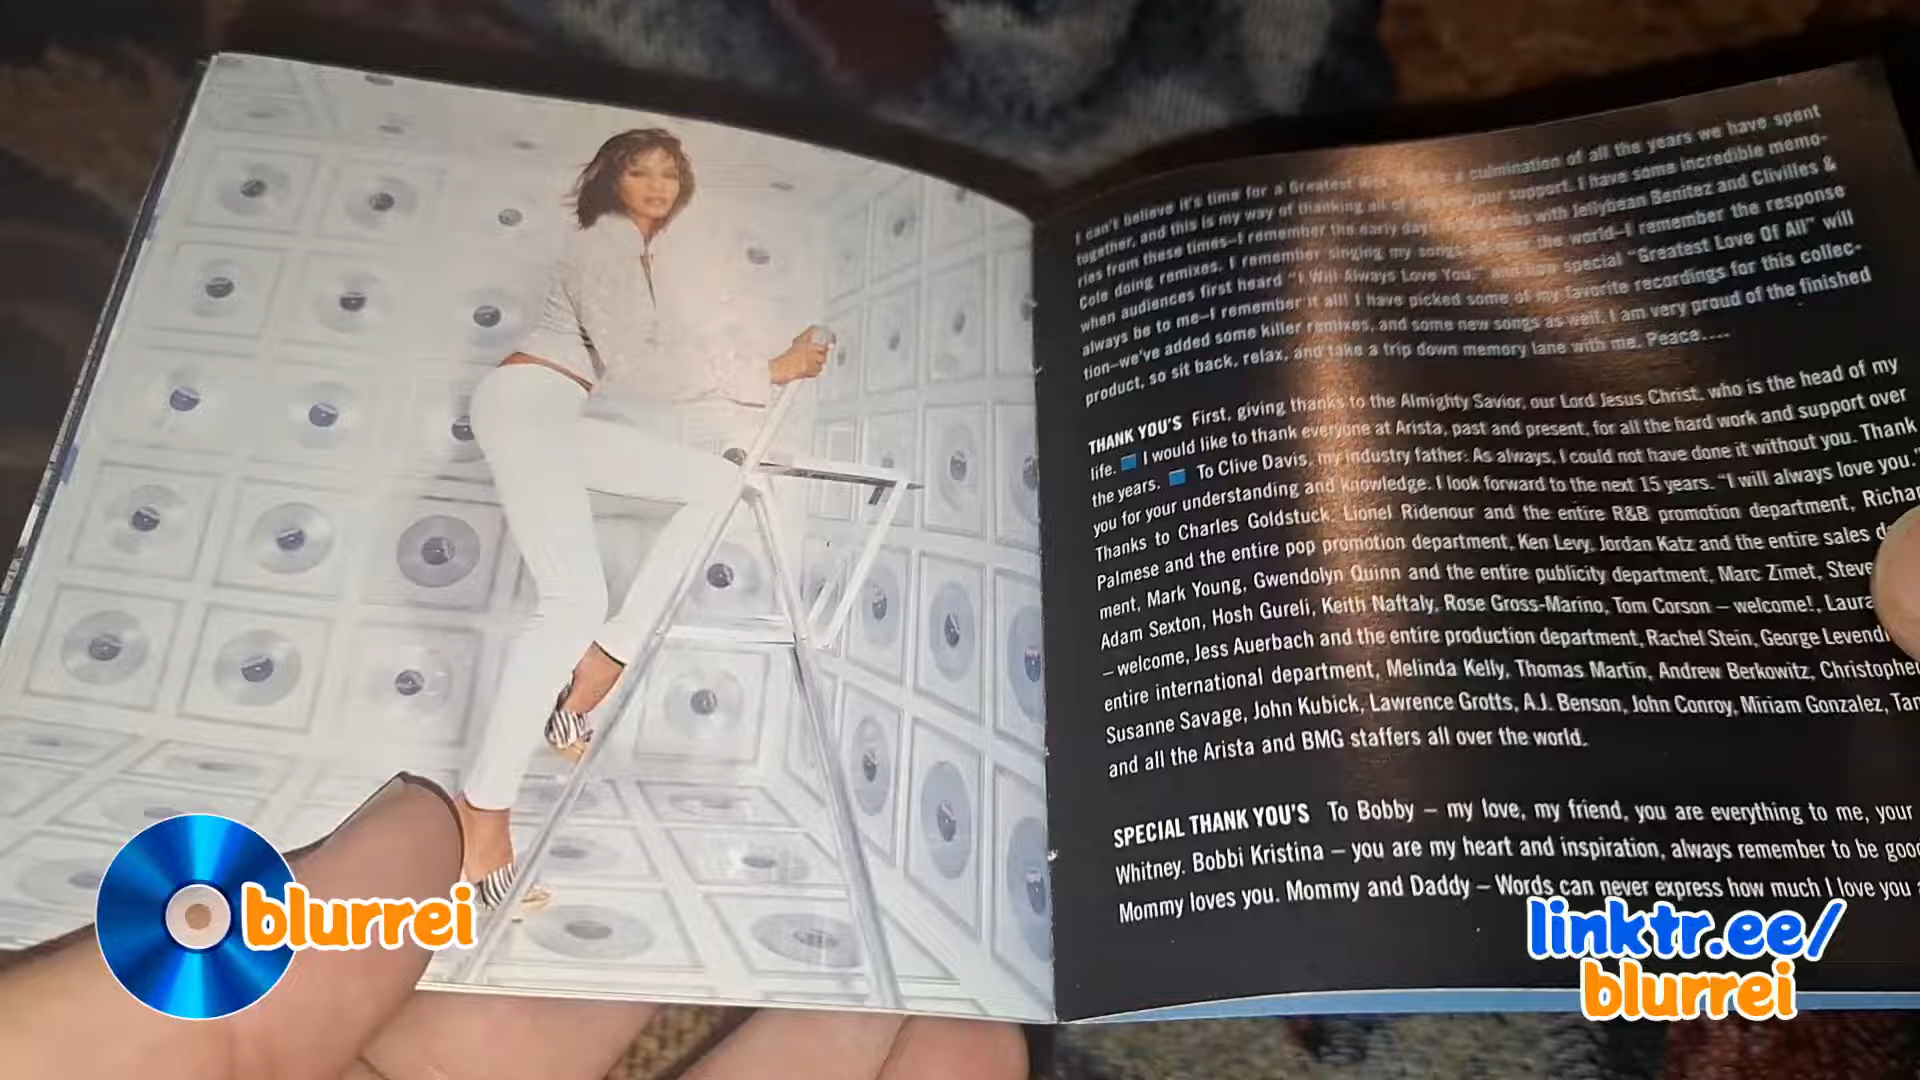 I can't believe it's time for a Greatest is a culmination of all the years we have spent
together, and this is my way of thanking all of you for your support. I have some incredible memo-
ries from these times–I remember the early days with Jellybean Benitez and Clivilles &
Cole doing remixes. I remember singing my songs all over the world–I remember the response
when audiences first heard "I Will Always Love You," and how special "Greatest Love Of All" will
always be to me–I remember it all! I have picked some of my favorite recordings for this collec-
tion–we've added some killer remixes, and some new songs as well. I am very proud of the finished
product, so sit back, relax, and take a trip down memory lane with me. Peace....
THANK YOU'S First, giving thanks to the Almighty Savior, our Lord Jesus Christ, who is the head of my
life. I would like to thank everyone at Arista, past and present, for all the hard work and support over
the years. To Clive Davis, my industry father: As always, I could not have done it without you. Thank
you for your understanding and knowledge. I look forward to the next 15 years. "I will always love you."
Thanks to Charles Goldstuck, Lionel Ridenour and the entire R&B promotion department, Richar
Palmese and the entire pop promotion department, Ken Levy, Jordan Katz and the entire sales d
ment, Mark Young, Gwendolyn Quinn and the entire publicity department, Marc Zimet, Steve
Adam Sexton, Hosh Gureli, Keith Naftaly, Rose Gross-Marino, Tom Corson – welcome!, Laura
– welcome, Jess Auerbach and the entire production department, Rachel Stein, George Levend
entire international department, Melinda Kelly, Thomas Martin, Andrew Berkowitz, Christopher
Susanne Savage, John Kubick, Lawrence Grotts, A.J. Benson, John Conroy, Miriam Gonzalez, Tam
and all the Arista and BMG staffers all over the world.
SPECIAL THANK YOU'S To Bobby – my love, my friend, you are everything to me, your
Whitney. Bobbi Kristina – you are my heart and inspiration, always remember to be good
Mommy loves you. Mommy and Daddy – Words can never express how much I love you a
blurrei
linktr.ee/
blurrei